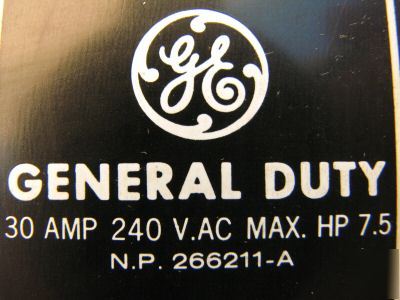 GE
GENERAL DUTY
30 AMP 240 V.AC MAX. HP 7.5
N.P. 266211-A